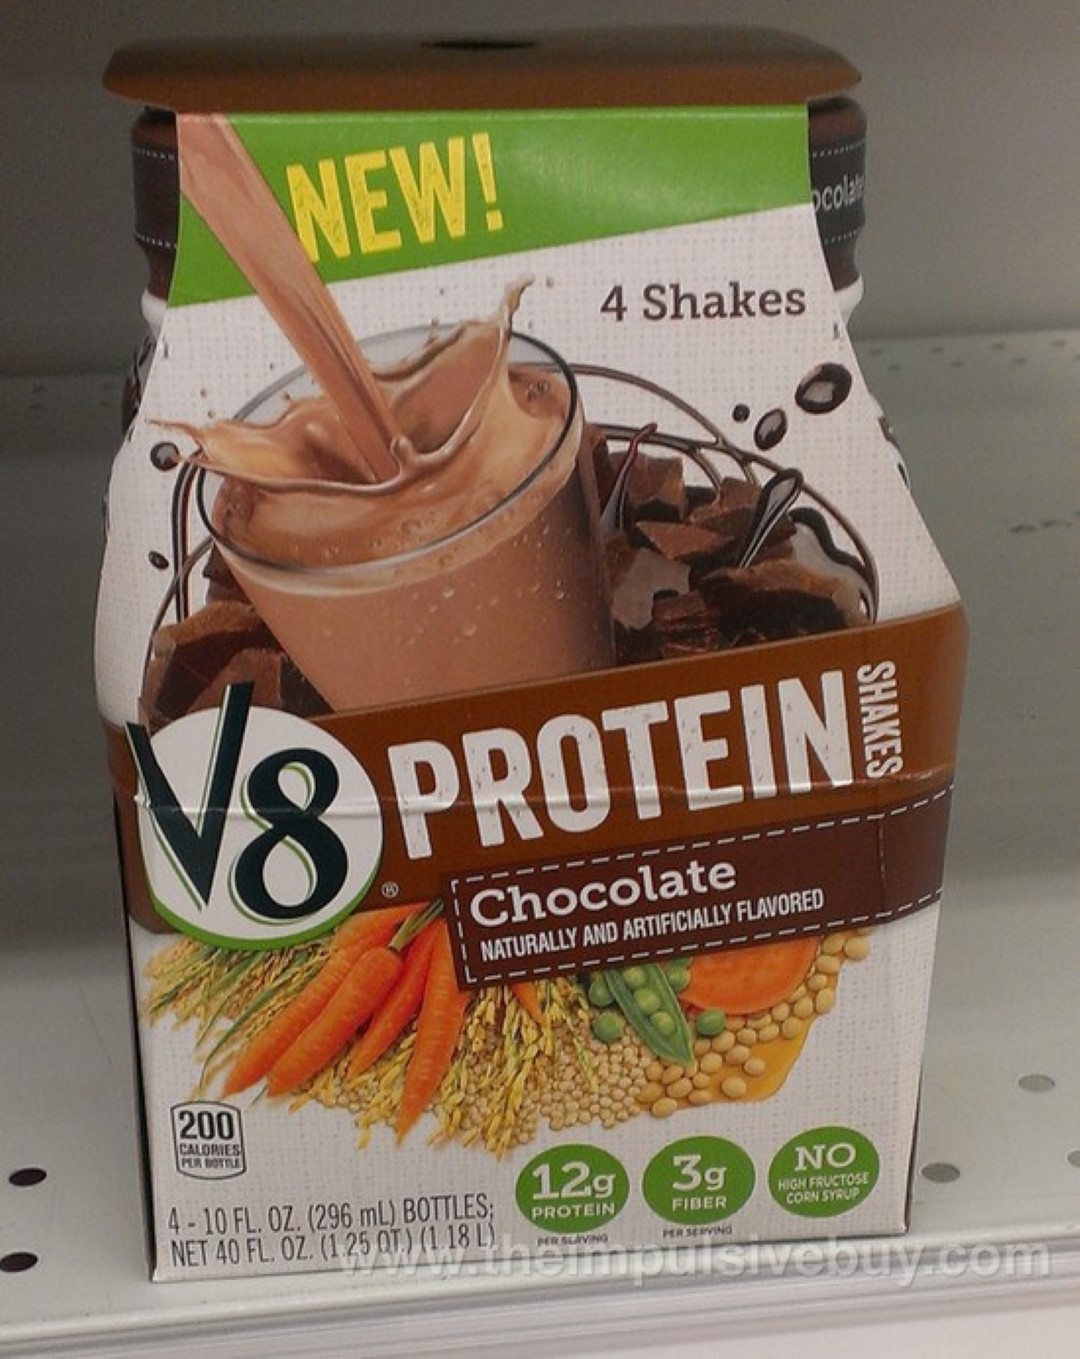 NEW!
ocolate
4 Shakes
V8® PROTEIN SHAKES
Chocolate
NATURALLY AND ARTIFICIALLY FLAVORED
200
CALORIES
PER BOTTLE
12g
PROTEIN
PER SERVING
3g
FIBER
PER SERVING
NO
HIGH FRUCTOSE
CORN SYRUP
4 - 10 FL. OZ. (296 mL) BOTTLES;
NET 40 FL. OZ. (1.25 QT.) (1.18 L)
www.theimpulsivebuy.com